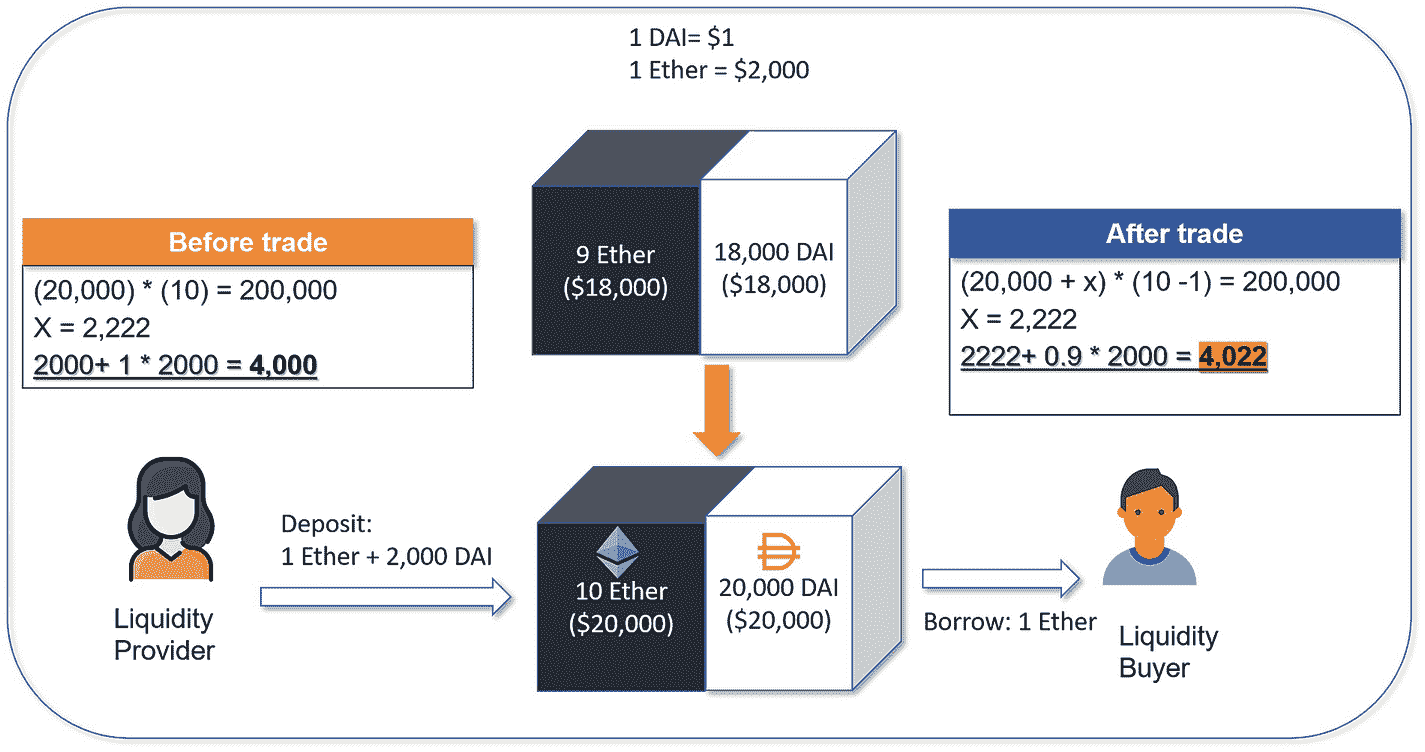 1 DAI= $1
1 Ether = $2,000
Before trade
(20,000) * (10) = 200,000
X = 2,222
2000+ 1 * 2000 = 4,000
9 Ether
($18,000)
18,000 DAI
($18,000)
After trade
(20,000 + x) * (10 -1) = 200,000
X = 2,222
2222+ 0.9 * 2000 = 4,022
Liquidity
Provider
Deposit:
1 Ether + 2,000 DAI
10 Ether
($20,000)
20,000 DAI
($20,000)
Borrow: 1 Ether
Liquidity
Buyer